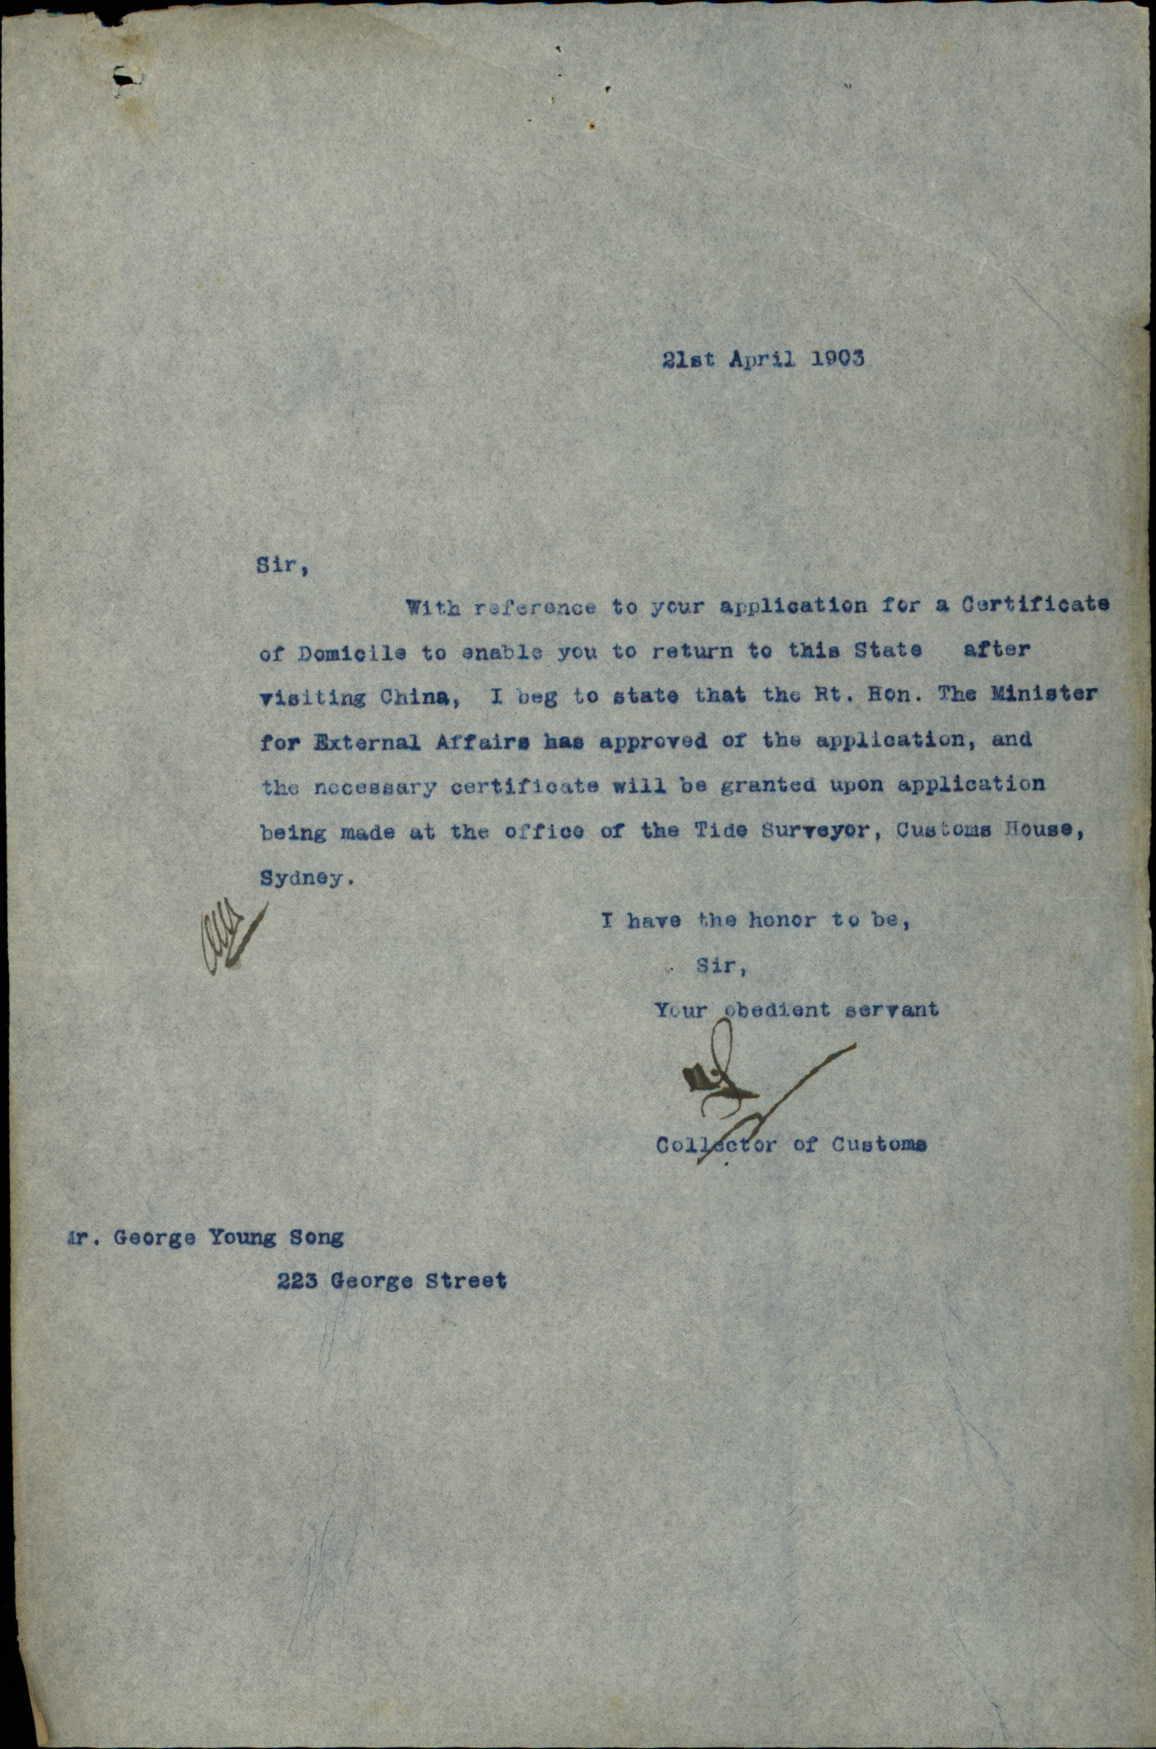 21st April 1903
Sir,
With reference to your application for a Certificate
of Domicile to enable you to return to this State after
visiting China, I beg to state that the Rt. Hon. The Minister
for External Affairs has approved of the application, and
the necessary certificate will be granted upon application
being made at the office of the Tide Surveyor, Customs House,
Sydney.
I have the honor to be,
Sir,
Your obedient servant
Collector of Customs
Mr. George Young Song
223 George Street